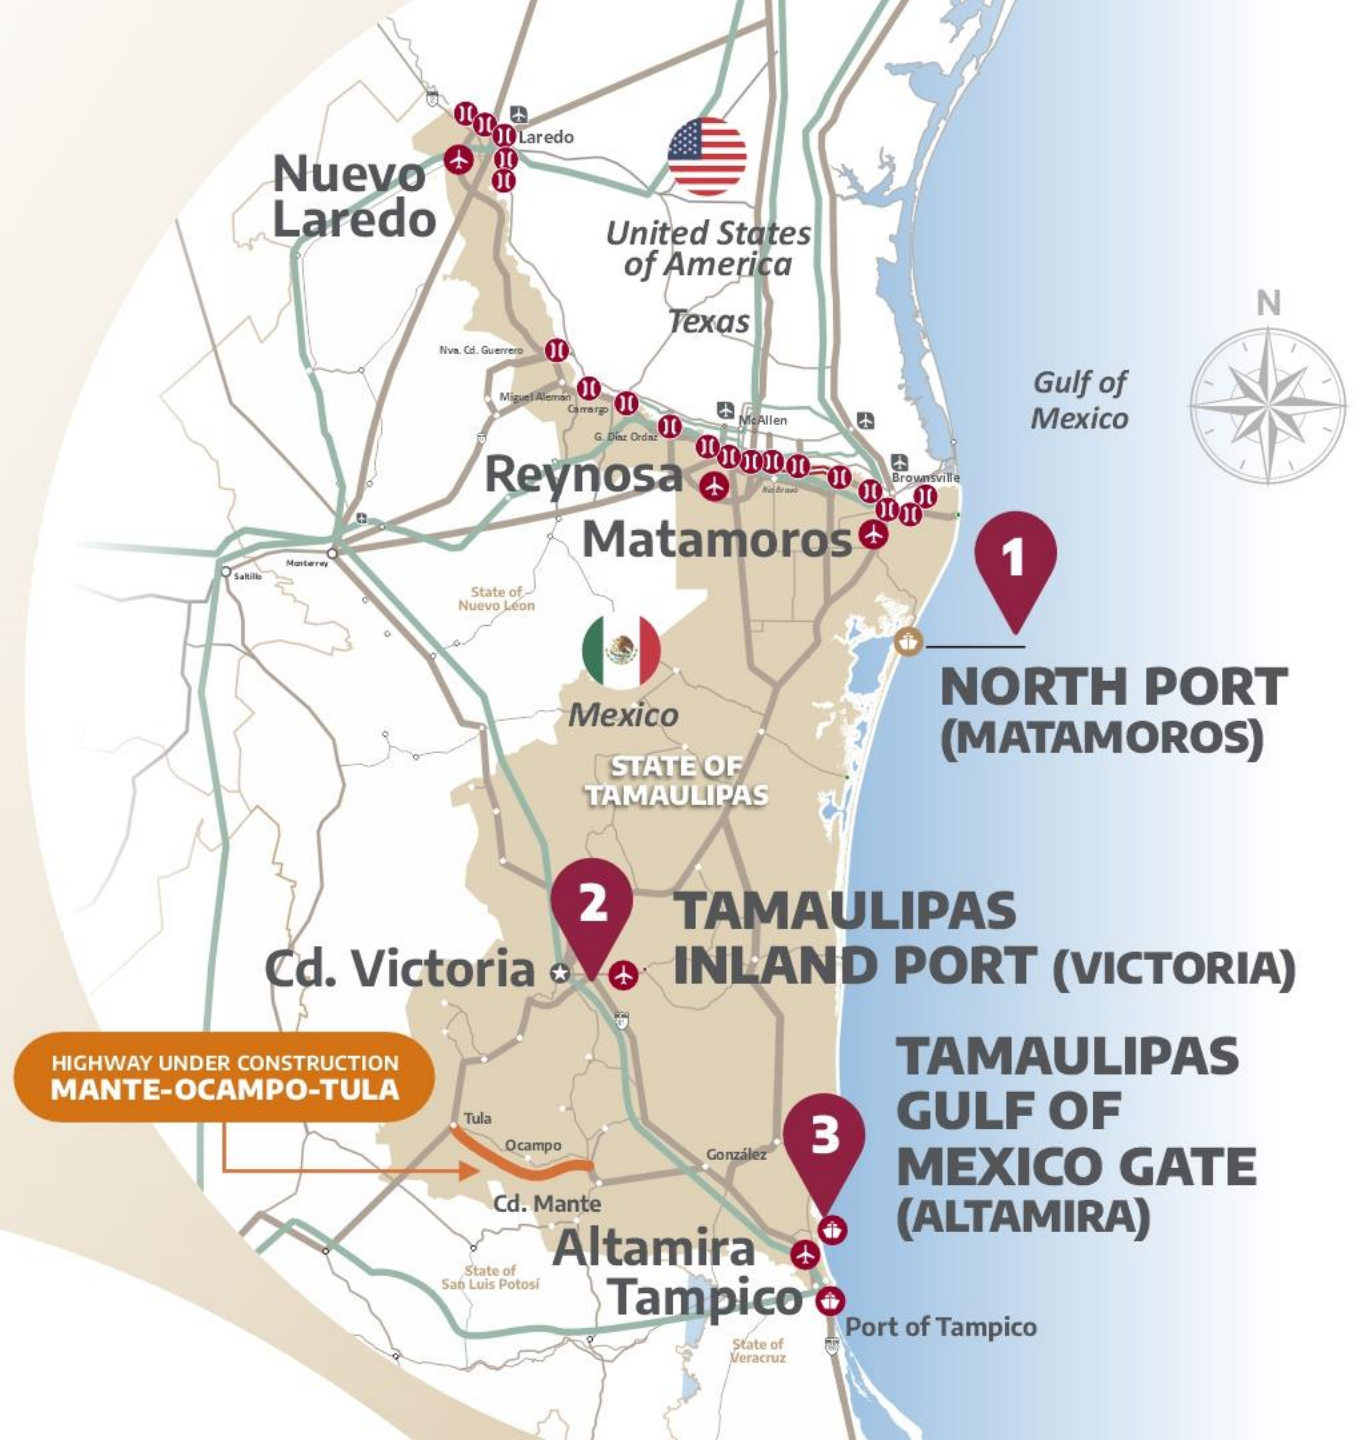 Laredo
Nuevo
Laredo
United States
of America
Texas
N
Gulf of
Mexico
Nva. Cd. Guerrero
Miguel Alemán
Camargo
G. Díaz Ordaz
McAllen
Reynosa
Río Bravo
Brownsville
Matamoros
Monterrey
Saltillo
State of
Nuevo Leon
1
NORTH PORT
(MATAMOROS)
Mexico
STATE OF
TAMAULIPAS
2
TAMAULIPAS
INLAND PORT (VICTORIA)
Cd. Victoria
HIGHWAY UNDER CONSTRUCTION
MANTE-OCAMPO-TULA
Tula
Ocampo
Cd. Mante
González
3
TAMAULIPAS
GULF OF
MEXICO GATE
(ALTAMIRA)
Altamira
Tampico
State of
San Luis Potosí
Port of Tampico
State of
Veracruz